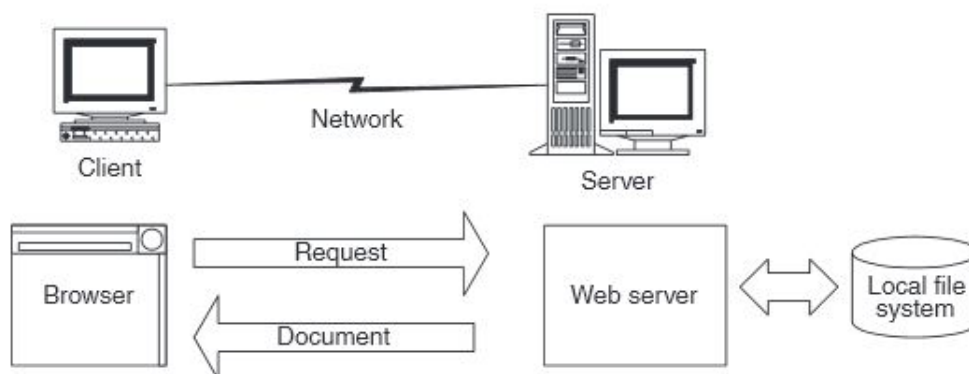 Network
Client
Server
Browser
Request
Document
Web server
Local file
system